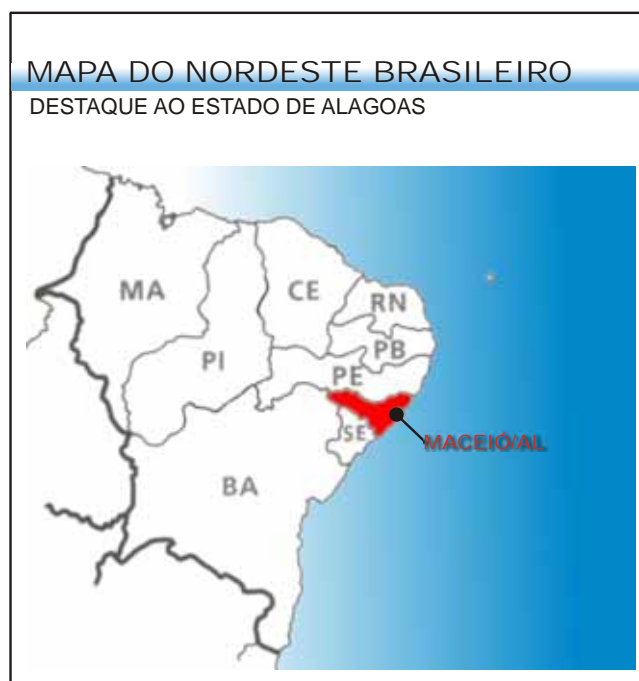 MAPA DO NORDESTE BRASILEIRO
DESTAQUE AO ESTADO DE ALAGOAS
MA
CE
RN
PI
PB
PE
SE
MACEIÓ/AL
BA